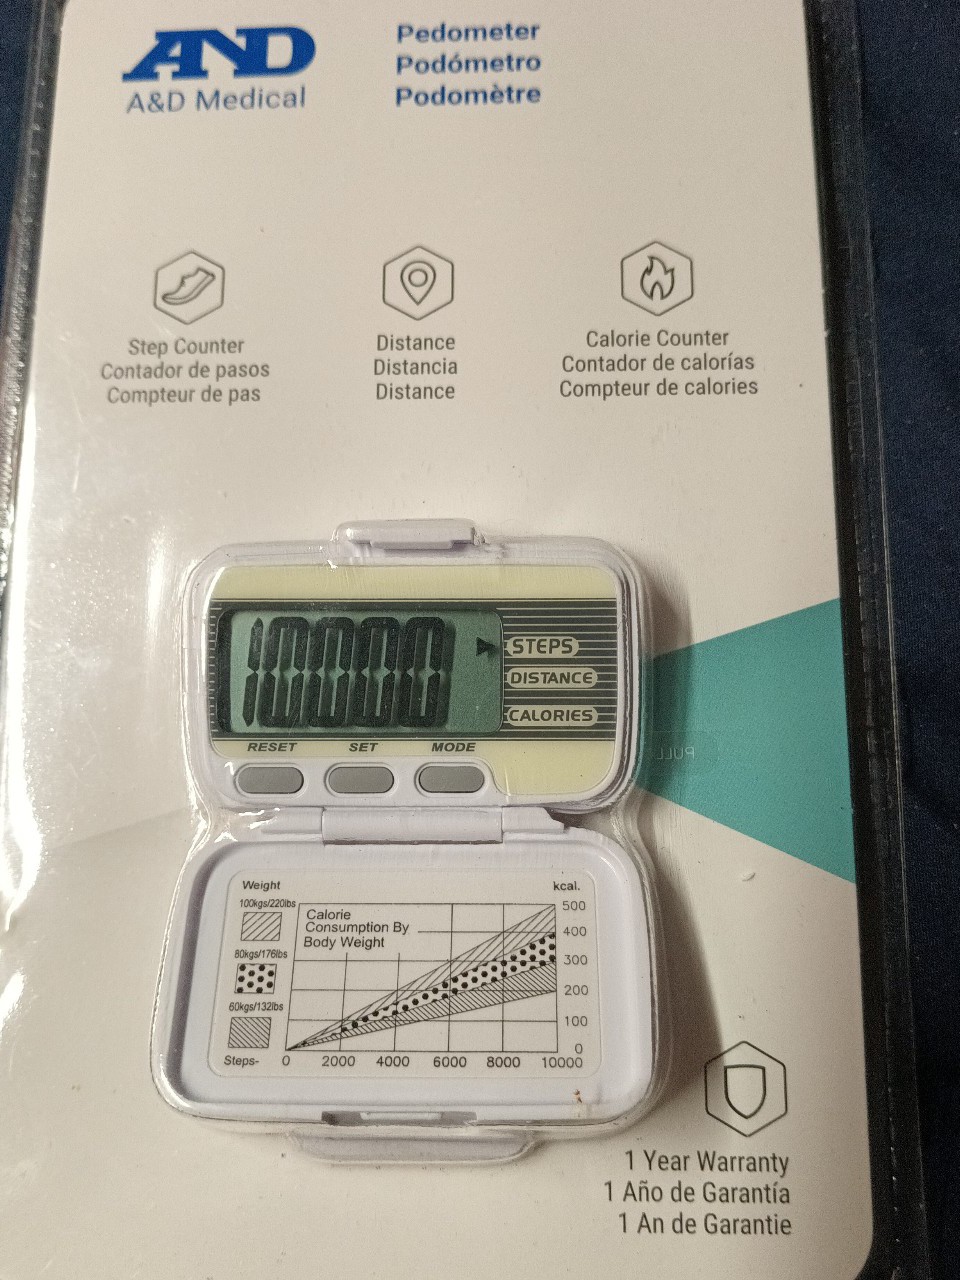 AND
A&D Medical
Pedometer
Podómetro
Podomètre
Step Counter
Contador de pasos
Compteur de pas
Distance
Distancia
Distance
Calorie Counter
Contador de calorías
Compteur de calories
10000
STEPS
DISTANCE
CALORIES
RESET SET MODE
PULL
Weight
kcal.
100kgs/220lbs
80kgs/176lbs
60kgs/132lbs
Calorie
Consumption By
Body Weight
500
400
300
200
100
0
Steps- 0 2000 4000 6000 8000 10000
1 Year Warranty
1 Año de Garantía
1 An de Garantie